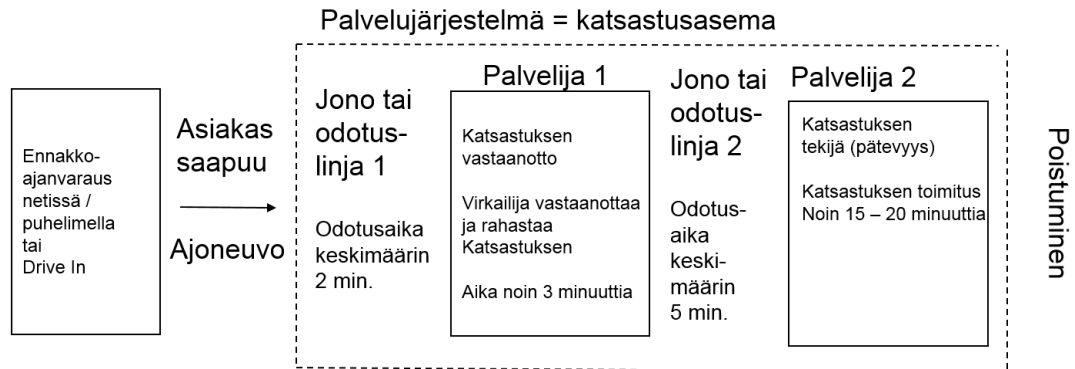 Palvelujärjestelmä = katsastusasema
Ennakko-
ajanvaraus
netissä /
puhelimella
tai
Drive In
Asiakas
saapuu
Ajoneuvo
Jono tai
odotus-
linja 1
Odotusaika
keskimäärin
2 min.
Palvelija 1
Katsastuksen
vastaanotto
Virkailija vastaanottaa
ja rahastaa
Katsastuksen
Aika noin 3 minuuttia
Jono tai
odotus-
linja 2
Odotus-
aika
keski-
määrin
5 min.
Palvelija 2
Katsastuksen
tekijä (pätevyys)
Katsastuksen toimitus
Noin 15 – 20 minuuttia
Poistuminen